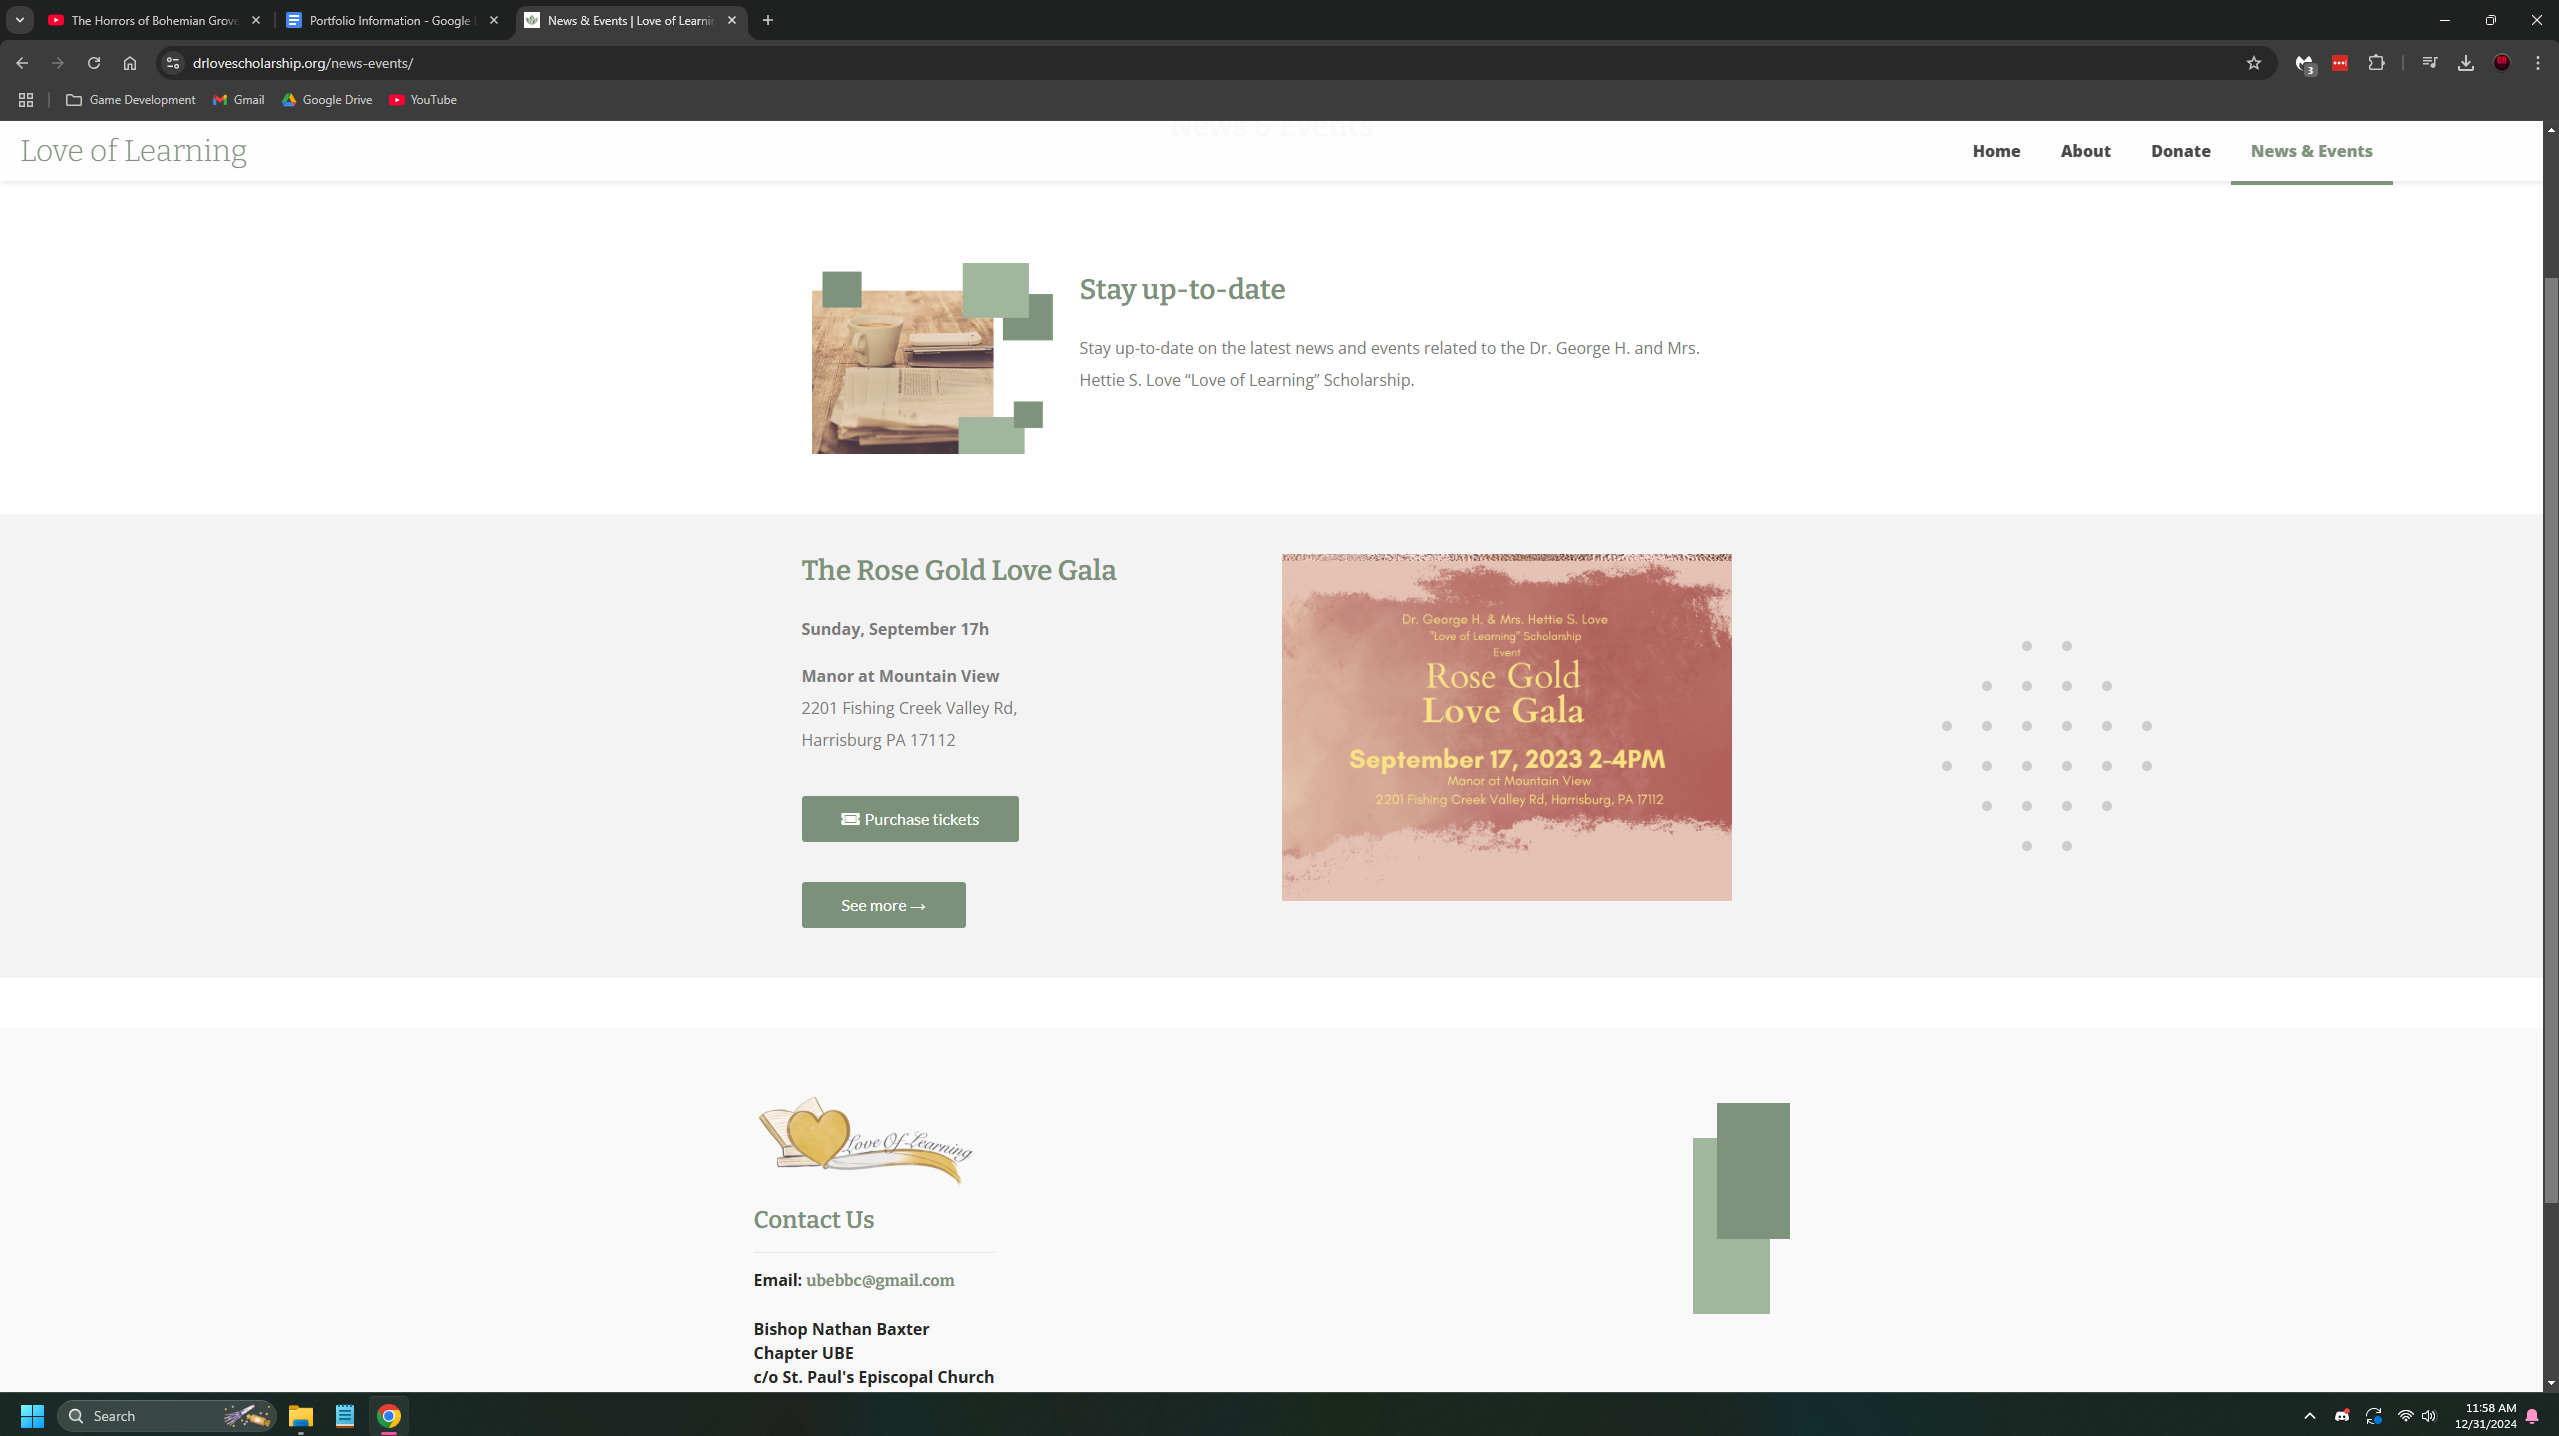 The Horrors of Bohemian Grove
Portfolio Information - Google
News & Events | Love of Learnin
drlovescholarship.org/news-events/
3
Game Development
Gmail
Google Drive
YouTube
News & Events
Love of Learning
Home
About
Donate
News & Events
Stay up-to-date
Stay up-to-date on the latest news and events related to the Dr. George H. and Mrs.
Hettie S. Love “Love of Learning” Scholarship.
The Rose Gold Love Gala
Sunday, September 17h
Manor at Mountain View
2201 Fishing Creek Valley Rd,
Harrisburg PA 17112
Purchase tickets
See more →
Dr. George H. & Mrs. Hettie S. Love
"Love of Learning" Scholarship
Event
Rose Gold
Love Gala
September 17, 2023 2-4PM
Manor at Mountain View
2201 Fishing Creek Valley Rd, Harrisburg, PA 17112
Love Of Learning
Contact Us
Email: ubebbc@gmail.com
Bishop Nathan Baxter
Chapter UBE
c/o St. Paul's Episcopal Church
Search
11:58 AM
12/31/2024